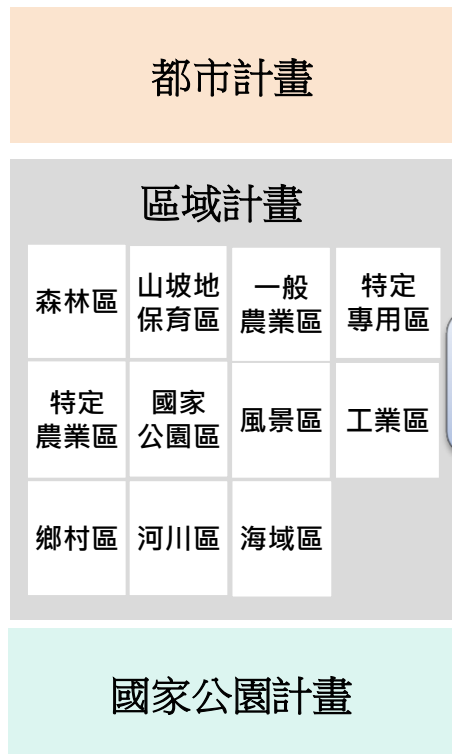 都市計畫
區域計畫
森林區
山坡地
保育區
一般
農業區
特定
專用區
特定
農業區
國家
公園區
風景區
工業區
鄉村區
河川區
海域區
國家公園計畫